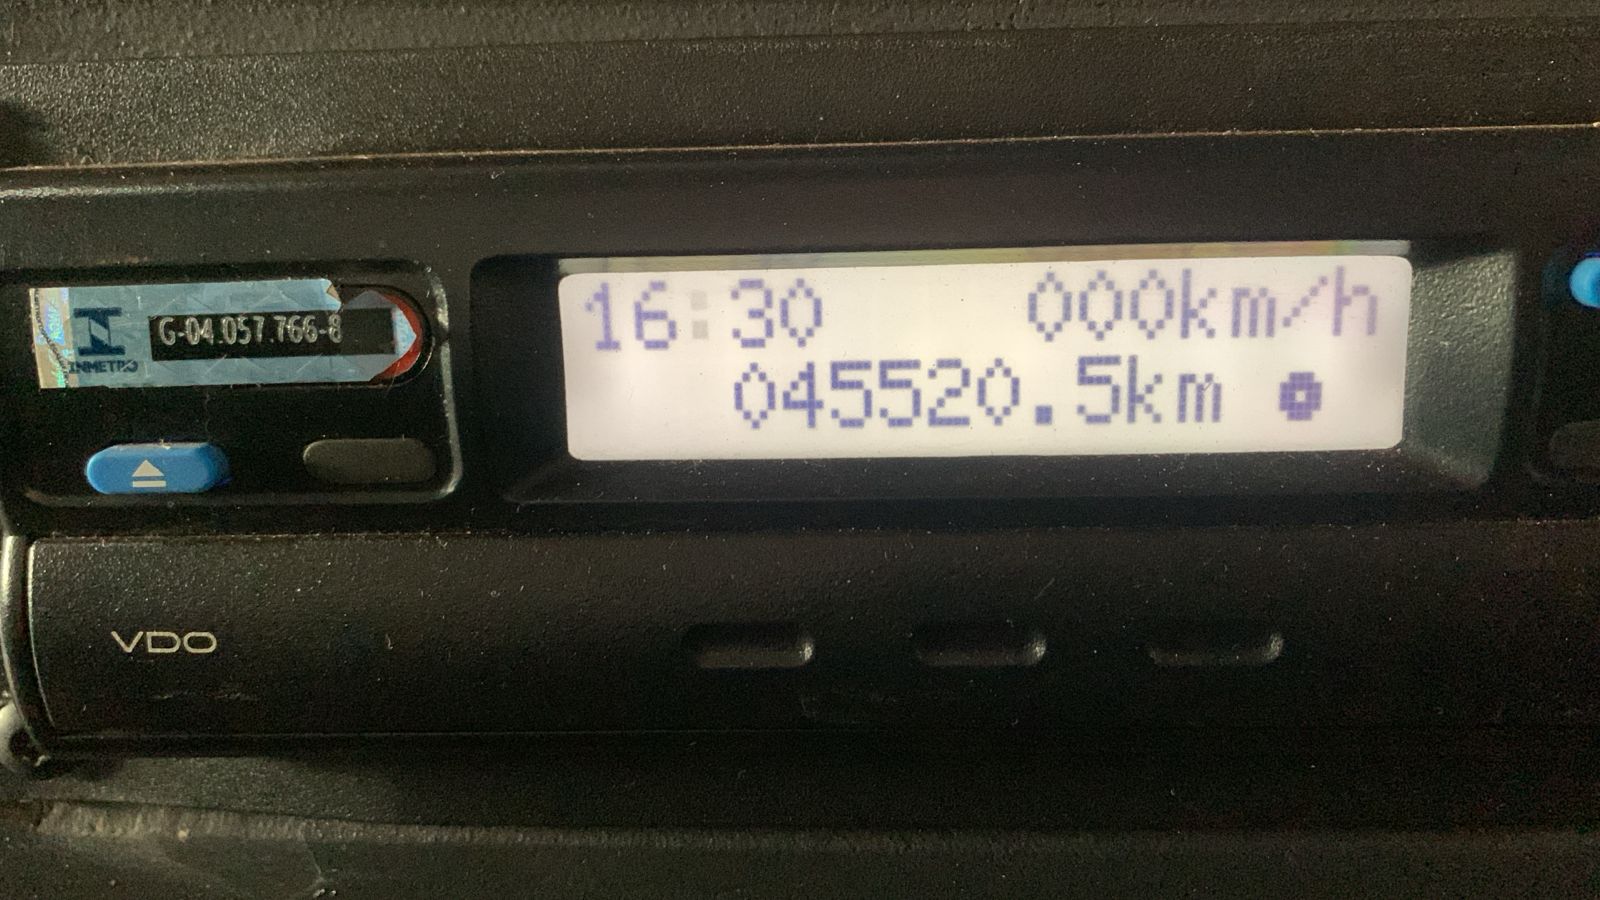 16:30 000km/h
045520.5km
G-04.057.766-8
INMETRO
VDO